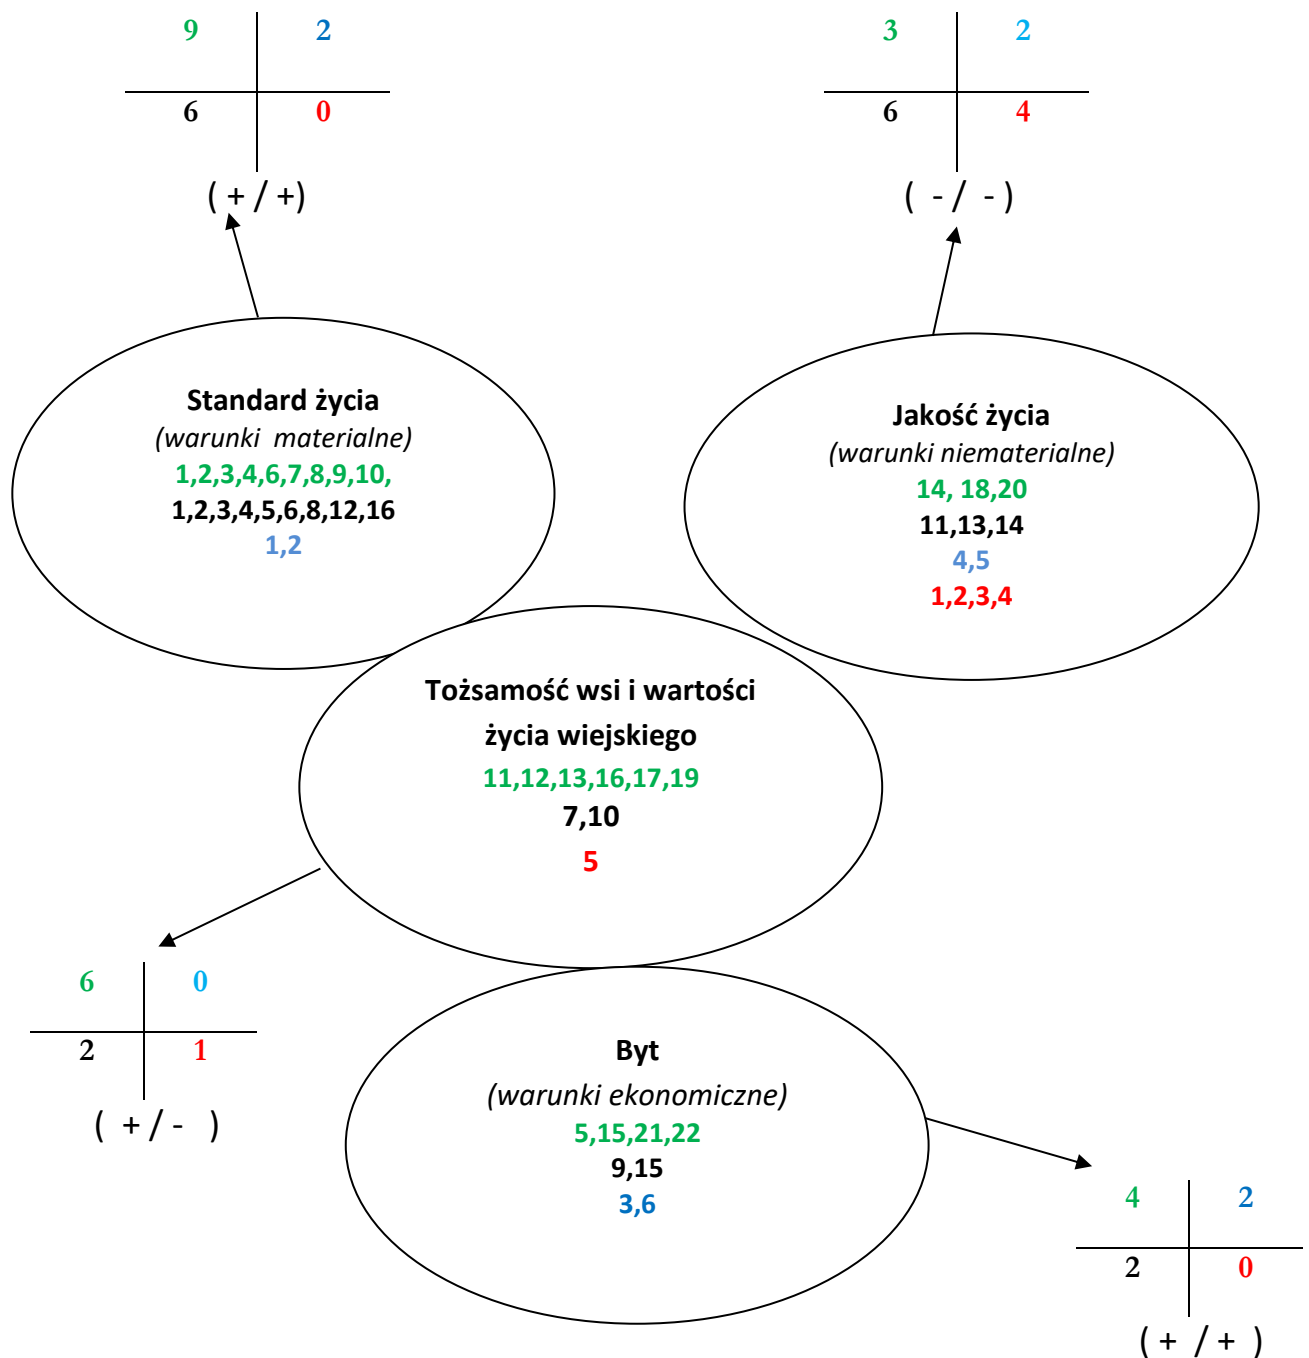 9 2
6 0
( + / +)
3 2
6 4
( - / - )
Standard życia
(warunki materialne)
1,2,3,4,6,7,8,9,10,
1,2,3,4,5,6,8,12,16
1,2
Jakość życia
(warunki niematerialne)
14, 18,20
11,13,14
4,5
1,2,3,4
Tożsamość wsi i wartości
życia wiejskiego
11,12,13,16,17,19
7,10
5
6 0
2 1
( + / - )
Byt
(warunki ekonomiczne)
5,15,21,22
9,15
3,6
4 2
2 0
( + / + )